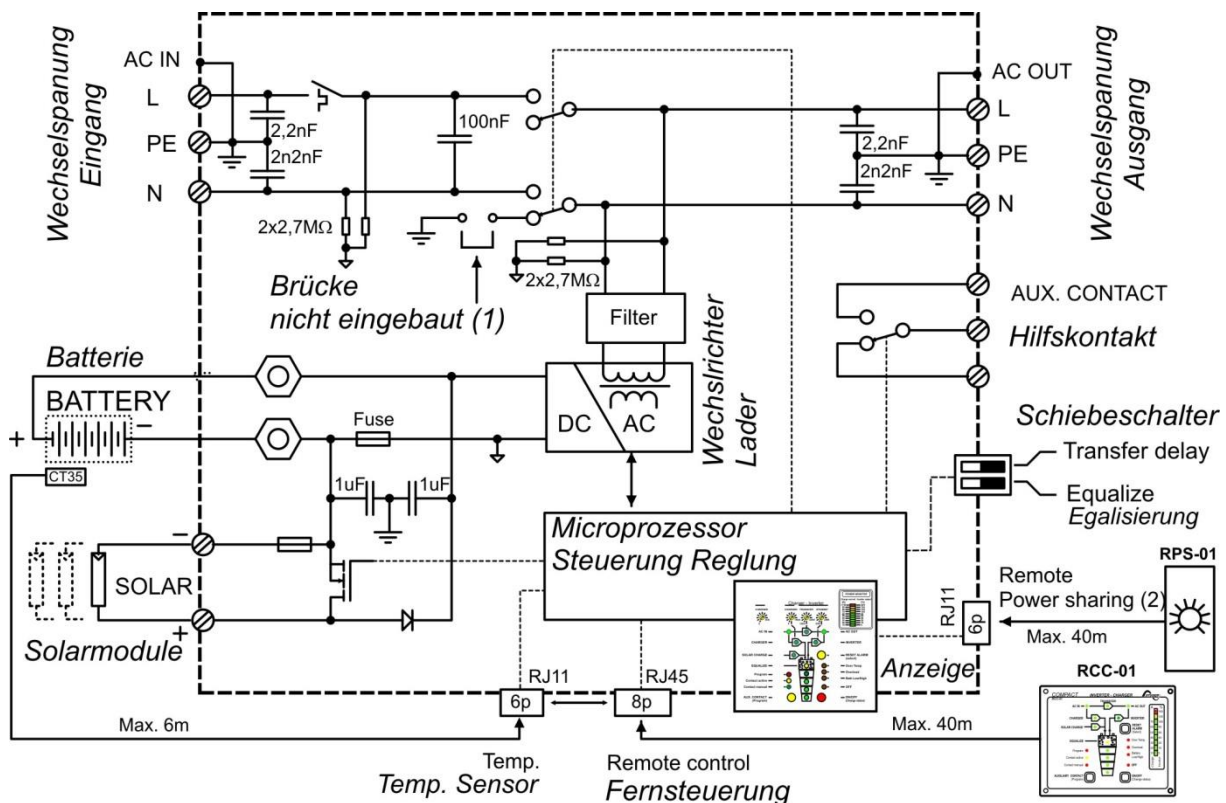 Wechselspanung
Eingang
AC IN
L
PE
N
2,2nF
2n2nF
100nF
2x2,7MΩ
2x2,7MΩ
Brücke
nicht eingebaut (1)
Filter
2,2nF
2n2nF
AC OUT
L
PE
N
Wechselspanung
Ausgang
AUX. CONTACT
Hilfskontakt
Batterie
BATTERY
+
−
CT35
Fuse
1uF
1uF
DC
AC
Wechslrichter
Lader
Schiebeschalter
Transfer delay
Equalize
Egalisierung
Microprozessor
Steuerung Reglung
−
SOLAR
+
Solarmodule
RPS-01
Remote
Power sharing (2)
Max. 40m
RJ11
6p
Anzeige
RCC-01
RJ11
6p
RJ45
8p
Max. 6m
Max. 40m
Temp.
Temp. Sensor
Remote control
Fernsteuerung